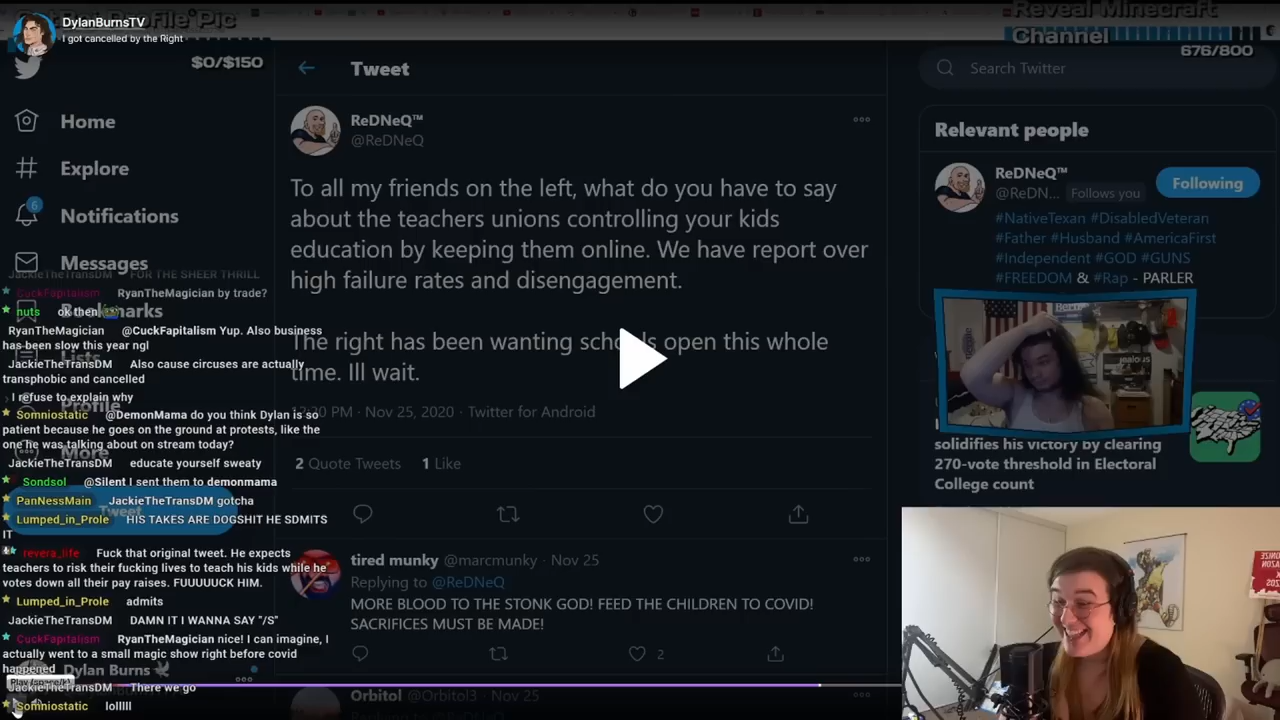 Profile Pic
DylanBurnsTV
I got cancelled by the Right
$0/$150
Reveal Minecraft
Channel
676/800
Tweet
Search Twitter
Home
Explore
6
Notifications
Messages
Bookmarks
Lists
Profile
More
Tweet
ReDNeQ™
@ReDNeQ
To all my friends on the left, what do you have to say
about the teachers unions controlling your kids
education by keeping them online. We have report over
high failure rates and disengagement.
The right has been wanting schools open this whole
time. Ill wait.
PM · Nov 25, 2020 · Twitter for Android
2 Quote Tweets 1 Like
tired munky @marcmunky · Nov 25
Replying to @ReDNeQ
MORE BLOOD TO THE STONK GOD! FEED THE CHILDREN TO COVID!
SACRIFICES MUST BE MADE!
2
Orbitol @Orbitol3 · Nov 25
Relevant people
ReDNeQ™
@ReDN... Follows you
Following
#NativeTexan #DisabledVeteran
#Father #Husband #AmericaFirst
#Independent #GOD #GUNS
#FREEDOM & #Rap - PARLER
solidifies his victory by clearing
270-vote threshold in Electoral
College count
JackieTheTransDM FOR THE SHEER THRILL
CuckFapitalism RyanTheMagician by trade?
nuts ok then
RyanTheMagician @CuckFapitalism Yup. Also business
has been slow this year ngl
JackieTheTransDM Also cause circuses are actually
transphobic and cancelled
I refuse to explain why
Somniostatic @DemonMama do you think Dylan is so
patient because he goes on the ground at protests, like the
one he was talking about on stream today?
JackieTheTransDM educate yourself sweaty
Sondsol @Silent I sent them to demonmama
PanNessMain JackieTheTransDM gotcha
Lumped_in_Prole HIS TAKES ARE DOGSHIT HE SDMITS
IT
revera_life Fuck that original tweet. He expects
teachers to risk their fucking lives to teach his kids while he
votes down all their pay raises. FUUUUCK HIM.
Lumped_in_Prole admits
JackieTheTransDM DAMN IT I WANNA SAY "/S"
CuckFapitalism RyanTheMagician nice! I can imagine, I
actually went to a small magic show right before covid
happened
Dylan Burns
Play (space/k)
JackieTheTransDM There we go
Somniostatic lolllll